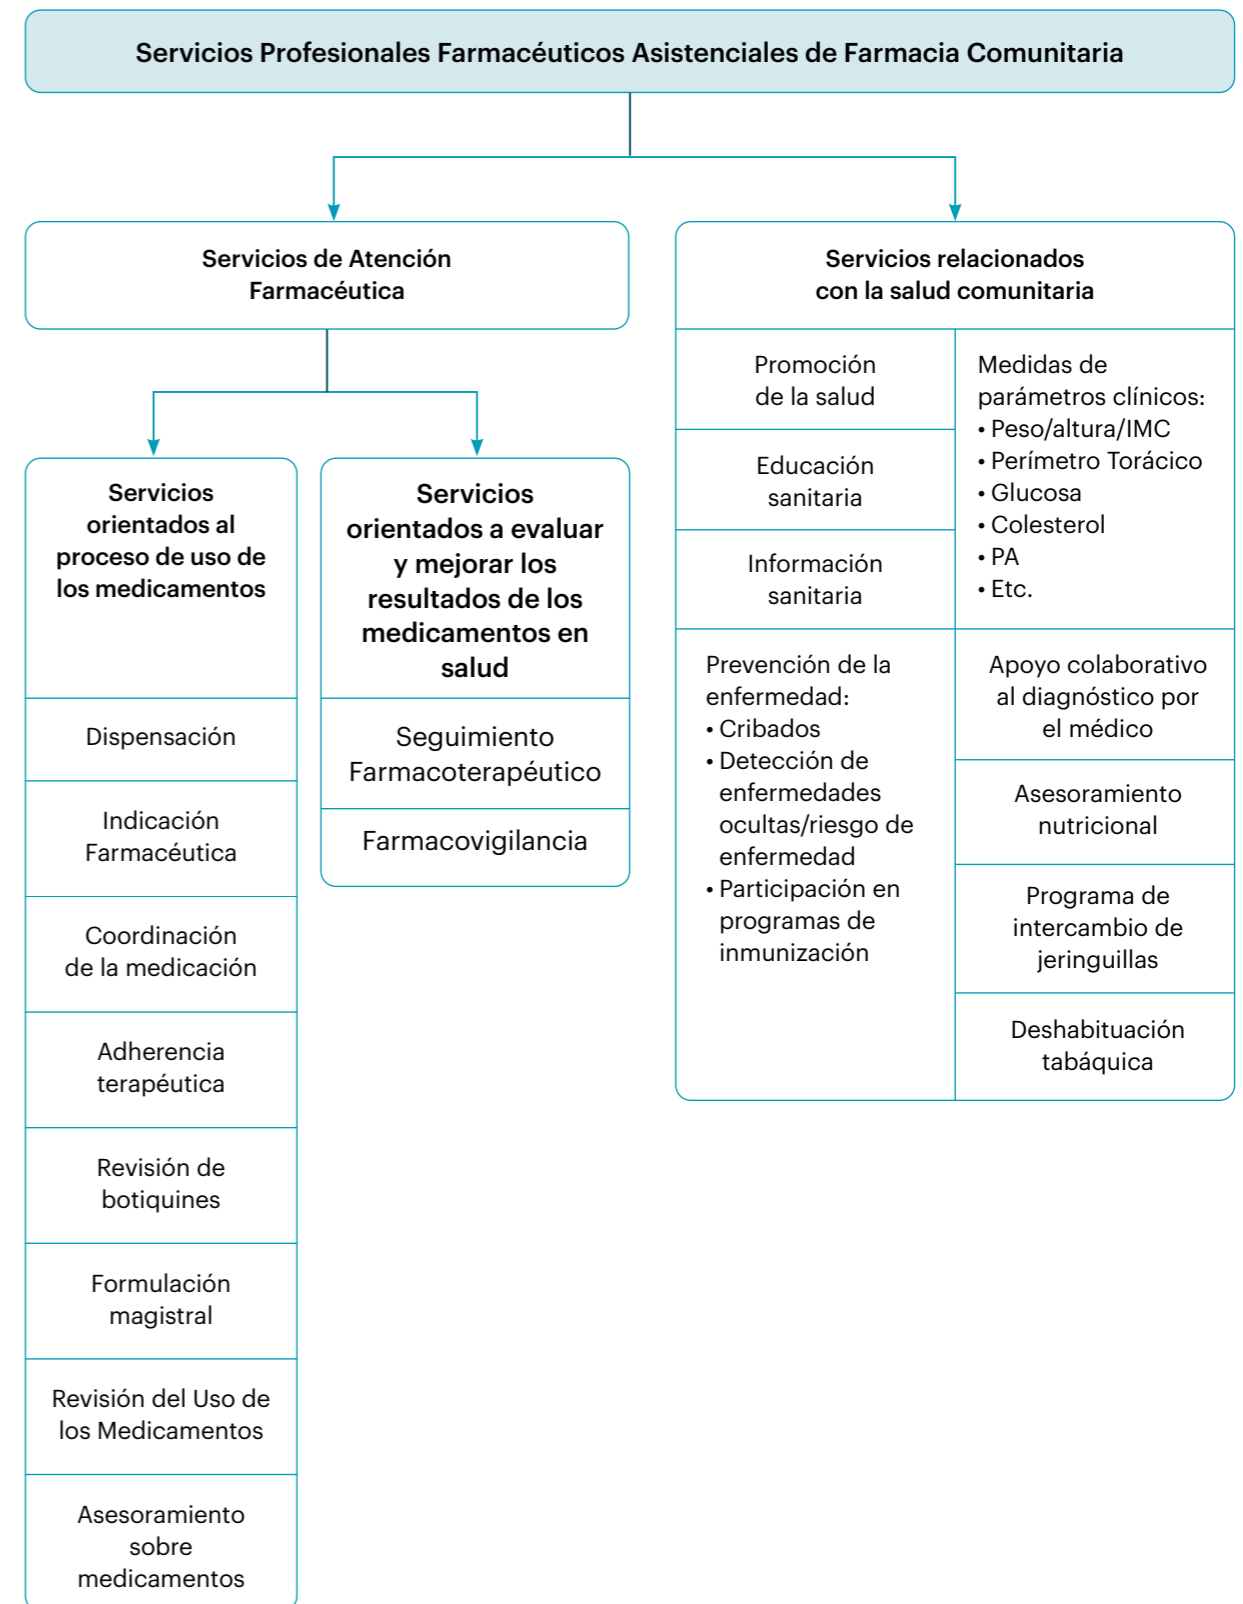 Servicios Profesionales Farmacéuticos Asistenciales de Farmacia Comunitaria
Servicios de Atención
Farmacéutica
Servicios
orientados al
proceso de uso de
los medicamentos
Dispensación
Indicación
Farmacéutica
Coordinación
de la medicación
Adherencia
terapéutica
Revisión de
botiquines
Formulación
magistral
Revisión del Uso de
los Medicamentos
Asesoramiento
sobre
medicamentos
Servicios
orientados a evaluar
y mejorar los
resultados de los
medicamentos en
salud
Seguimiento
Farmacoterapéutico
Farmacovigilancia
Servicios relacionados
con la salud comunitaria
Promoción
de la salud
Educación
sanitaria
Información
sanitaria
Prevención de la
enfermedad:
• Cribados
• Detección de
enfermedades
ocultas/riesgo de
enfermedad
• Participación en
programas de
inmunización
Medidas de
parámetros clínicos:
• Peso/altura/IMC
• Perímetro Torácico
• Glucosa
• Colesterol
• PA
• Etc.
Apoyo colaborativo
al diagnóstico por
el médico
Asesoramiento
nutricional
Programa de
intercambio de
jeringuillas
Deshabituación
tabáquica